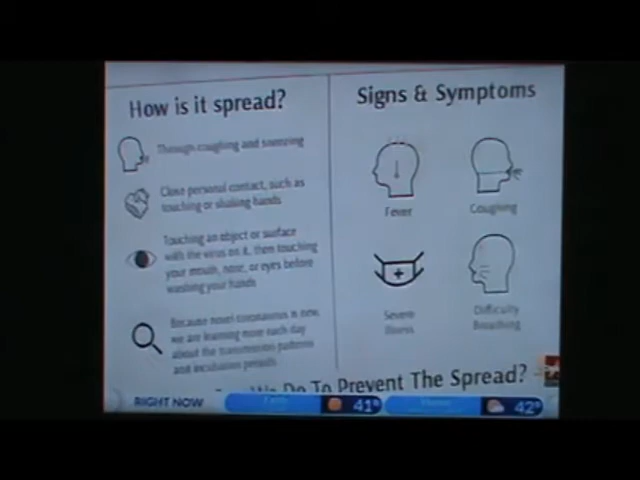 How is it spread?
Through coughing and sneezing
Close personal contact, such as
touching or shaking hands
Touching an object or surface
with the virus on it, then touching
your mouth, nose, or eyes before
washing your hands
Because novel coronavirus is new,
we are learning more each day
about the transmission patterns
and incubation periods
Signs & Symptoms
Fever
Coughing
Severe
Illness
Difficulty
Breathing
We Do To Prevent The Spread?
RIGHT NOW
41°
42°